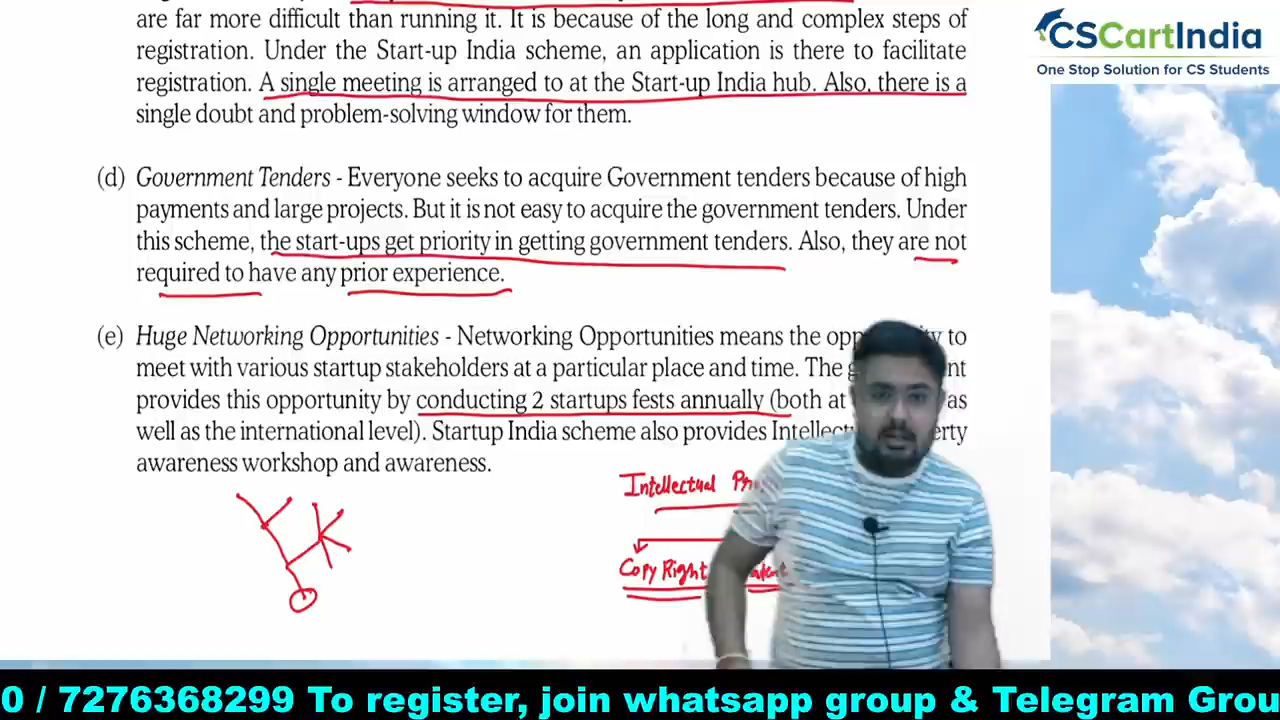 are far more difficult than running it. It is because of the long and complex steps of
registration. Under the Start-up India scheme, an application is there to facilitate
registration. A single meeting is arranged to at the Start-up India hub. Also, there is a
single doubt and problem-solving window for them.
(d) Government Tenders - Everyone seeks to acquire Government tenders because of high
payments and large projects. But it is not easy to acquire the government tenders. Under
this scheme, the start-ups get priority in getting government tenders. Also, they are not
required to have any prior experience.
(e) Huge Networking Opportunities - Networking Opportunities means the to
meet with various startup stakeholders at a particular place and time. The
provides this opportunity by conducting 2 startups fests annually (both at as
well as the international level). Startup India scheme also provides
awareness workshop and awareness.
Intellectual
Copy Right
CSCartIndia
One Stop Solution for CS Students
0 / 7276368299 To register, join whatsapp group & Telegram Grou